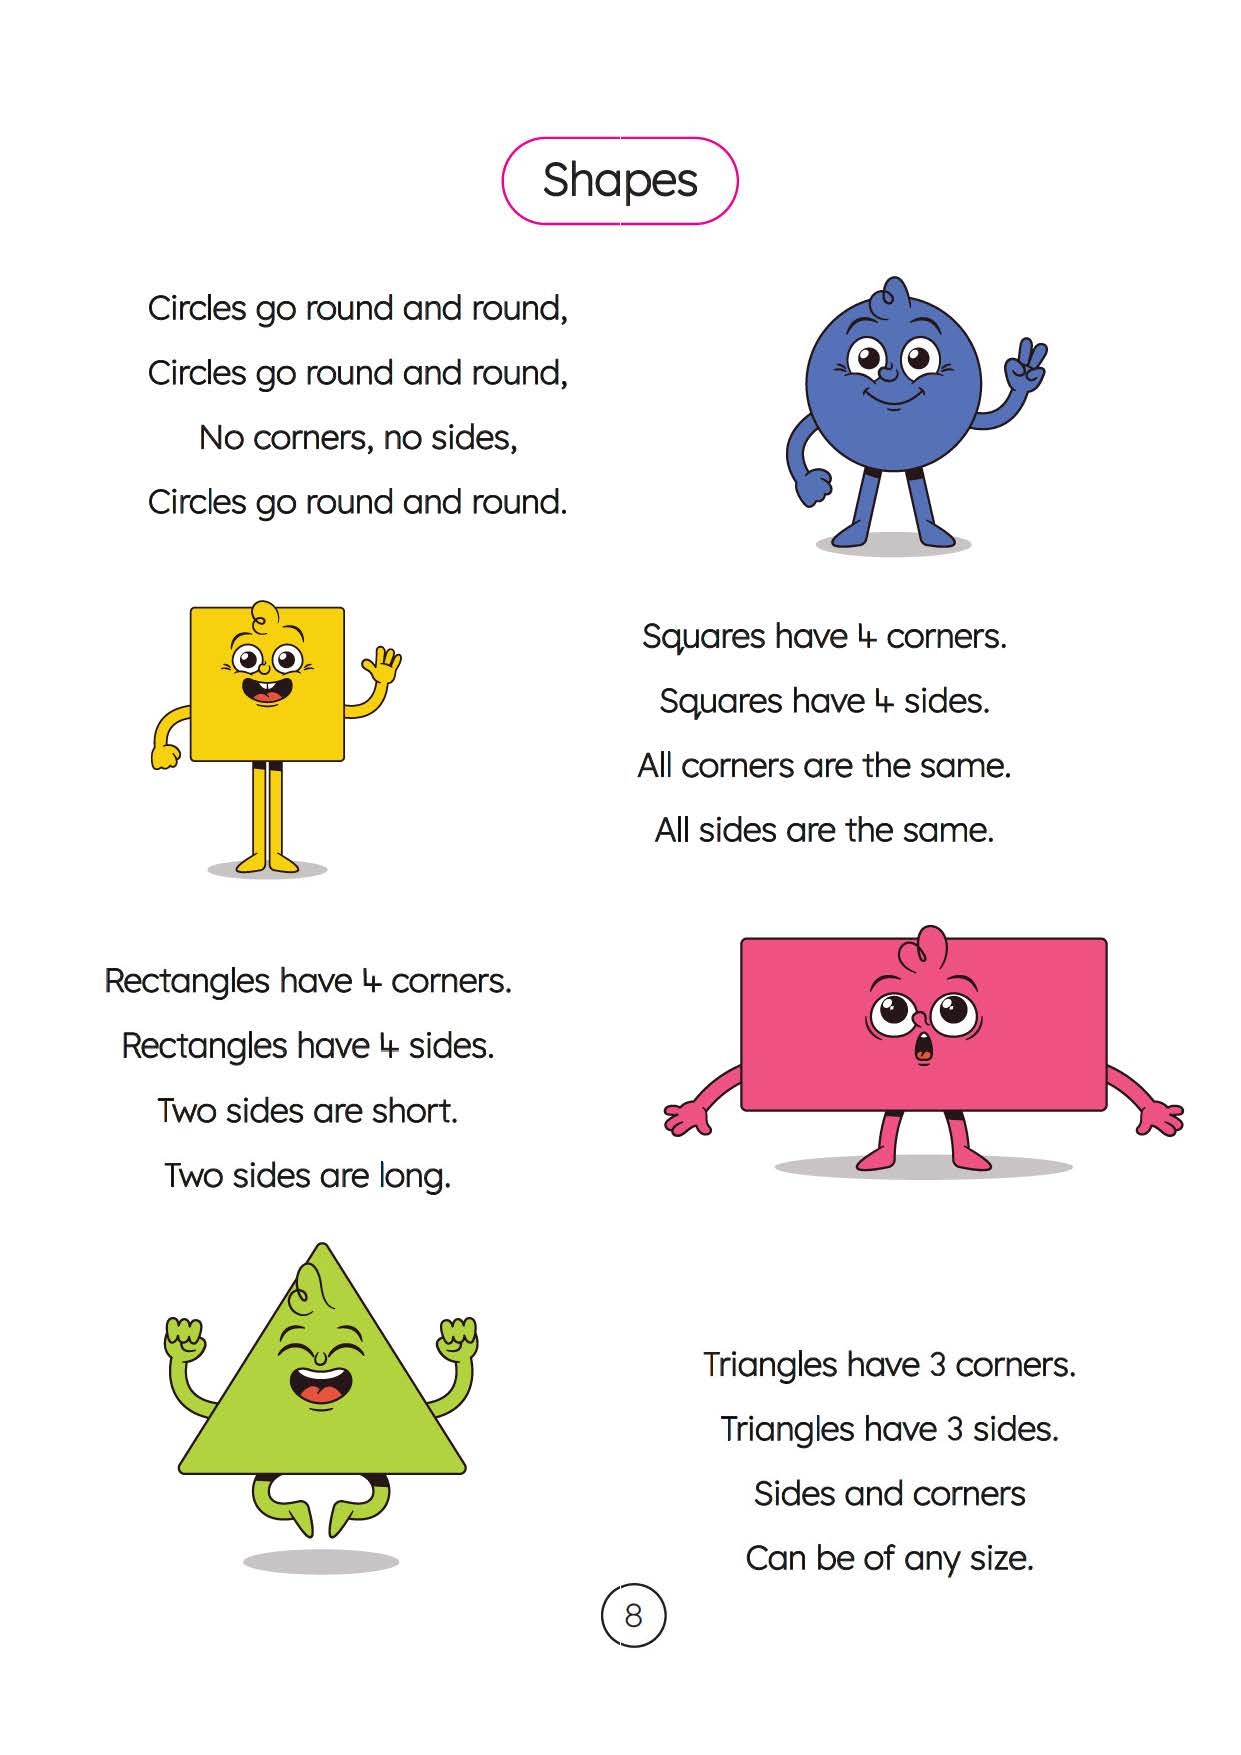 Shapes
Circles go round and round,
Circles go round and round,
No corners, no sides,
Circles go round and round.
Squares have 4 corners.
Squares have 4 sides.
All corners are the same.
All sides are the same.
Rectangles have 4 corners.
Rectangles have 4 sides.
Two sides are short.
Two sides are long.
Triangles have 3 corners.
Triangles have 3 sides.
Sides and corners
Can be of any size.
8